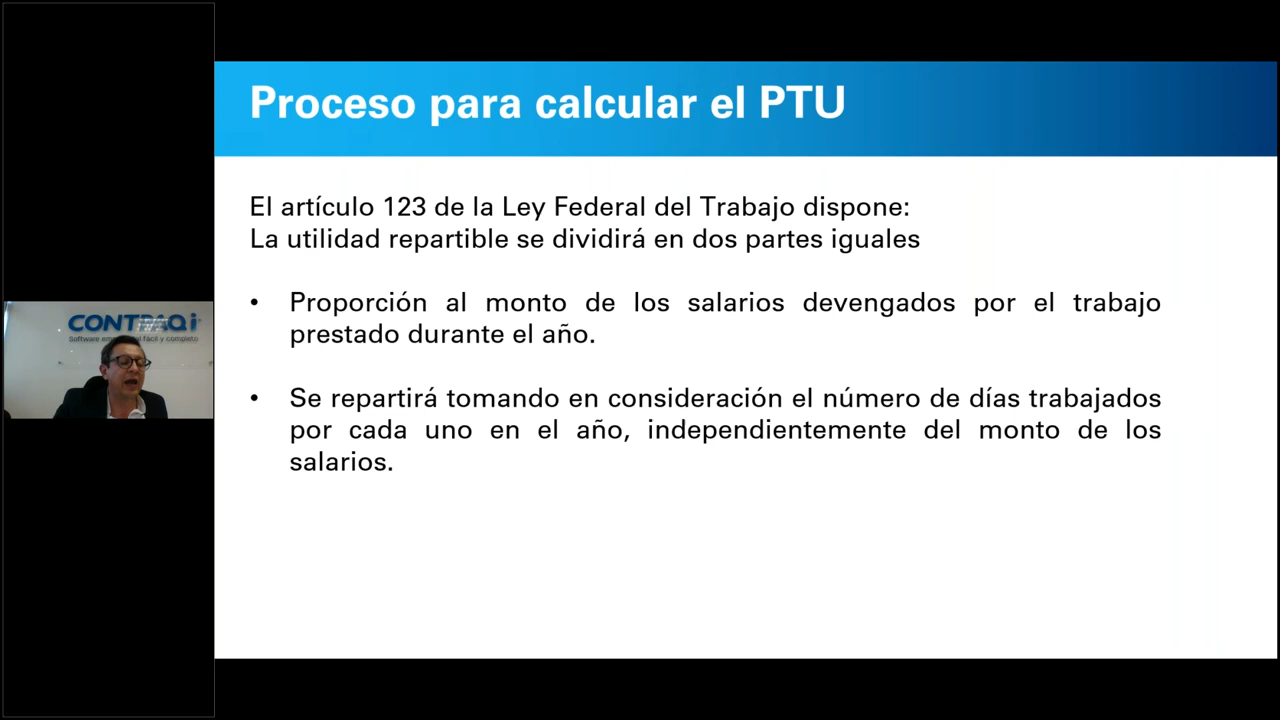 Proceso para calcular el PTU
El artículo 123 de la Ley Federal del Trabajo dispone:
La utilidad repartible se dividirá en dos partes iguales
• Proporción al monto de los salarios devengados por el trabajo
prestado durante el año.
• Se repartirá tomando en consideración el número de días trabajados
por cada uno en el año, independientemente del monto de los
salarios.
CONTPAQi
Software fácil y completo